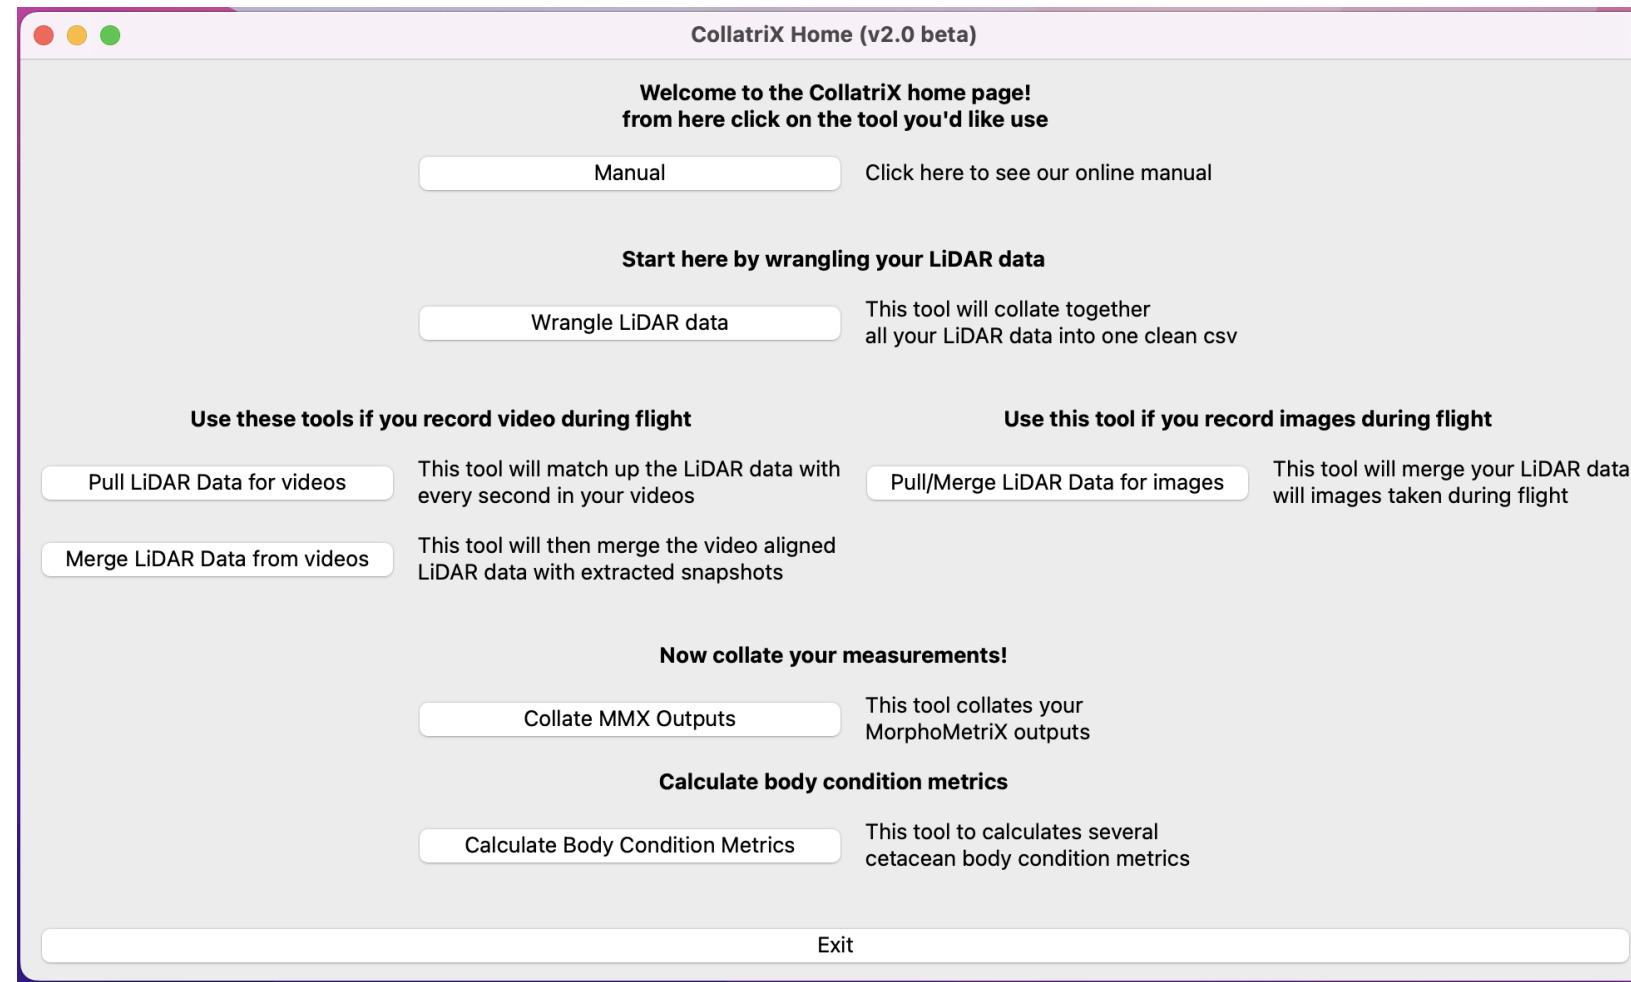 CollatriX Home (v2.0 beta)
Welcome to the CollatriX home page!
from here click on the tool you'd like use
Manual
Click here to see our online manual
Start here by wrangling your LiDAR data
Wrangle LiDAR data
This tool will collate together
all your LiDAR data into one clean csv
Use these tools if you record video during flight
Pull LiDAR Data for videos
This tool will match up the LiDAR data with
every second in your videos
Merge LiDAR Data from videos
This tool will then merge the video aligned
LiDAR data with extracted snapshots
Use this tool if you record images during flight
Pull/Merge LiDAR Data for images
This tool will merge your LiDAR data
will images taken during flight
Now collate your measurements!
Collate MMX Outputs
This tool collates your
MorphoMetriX outputs
Calculate body condition metrics
Calculate Body Condition Metrics
This tool to calculates several
cetacean body condition metrics
Exit